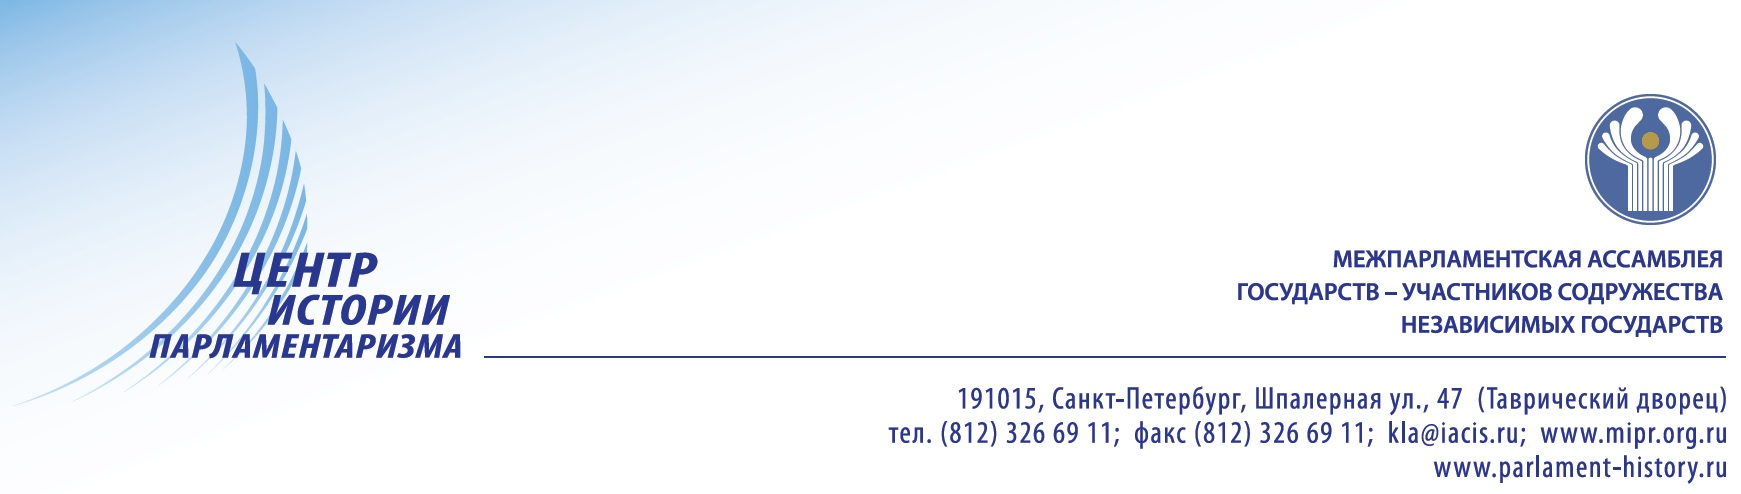 ЦЕНТР
ИСТОРИИ
ПАРЛАМЕНТАРИЗМА
МЕЖПАРЛАМЕНТСКАЯ АССАМБЛЕЯ
ГОСУДАРСТВ – УЧАСТНИКОВ СОДРУЖЕСТВА
НЕЗАВИСИМЫХ ГОСУДАРСТВ
191015, Санкт-Петербург, Шпалерная ул., 47 (Таврический дворец)
тел. (812) 326 69 11; факс (812) 326 69 11; kla@iacis.ru; www.mipr.org.ru
www.parlament-history.ru